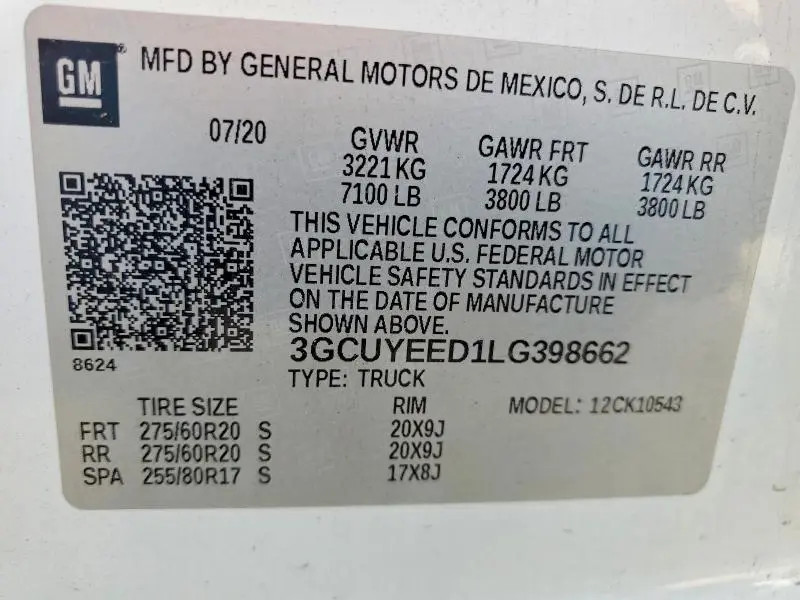 GM
MFD BY GENERAL MOTORS DE MEXICO, S. DE R.L. DE C.V.
07/20 GVWR GAWR FRT GAWR RR
3221 KG 1724 KG 1724 KG
7100 LB 3800 LB 3800 LB
THIS VEHICLE CONFORMS TO ALL
APPLICABLE U.S. FEDERAL MOTOR
VEHICLE SAFETY STANDARDS IN EFFECT
ON THE DATE OF MANUFACTURE
SHOWN ABOVE.
8624 3GCUYEED1LG398662
TYPE: TRUCK
TIRE SIZE RIM MODEL: 12CK10543
FRT 275/60R20 S 20X9J
RR 275/60R20 S 20X9J
SPA 255/80R17 S 17X8J